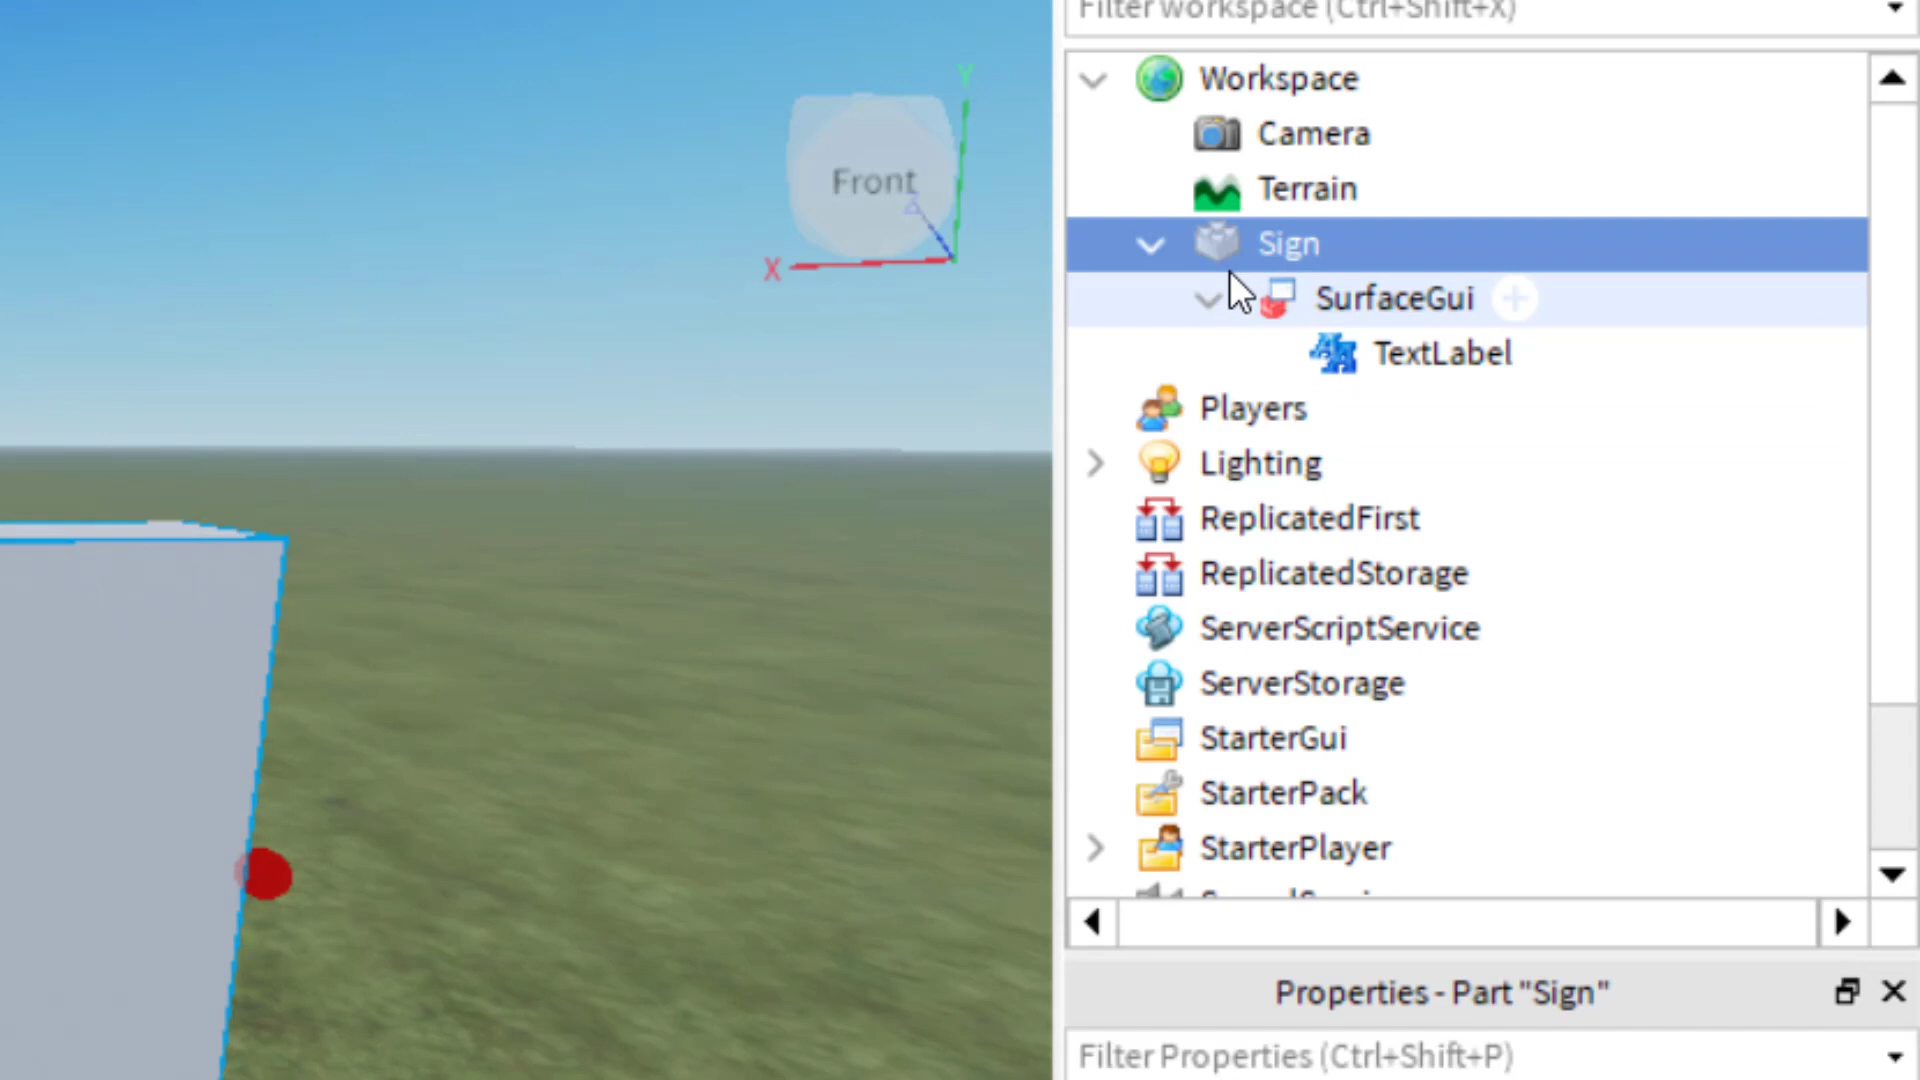 Filter workspace (Ctrl+Shift+X)
Workspace
Camera
Terrain
Sign
SurfaceGui
TextLabel
Players
Lighting
ReplicatedFirst
ReplicatedStorage
ServerScriptService
ServerStorage
StarterGui
StarterPack
StarterPlayer
Properties - Part "Sign"
Filter Properties (Ctrl+Shift+P)
Y
Front
X